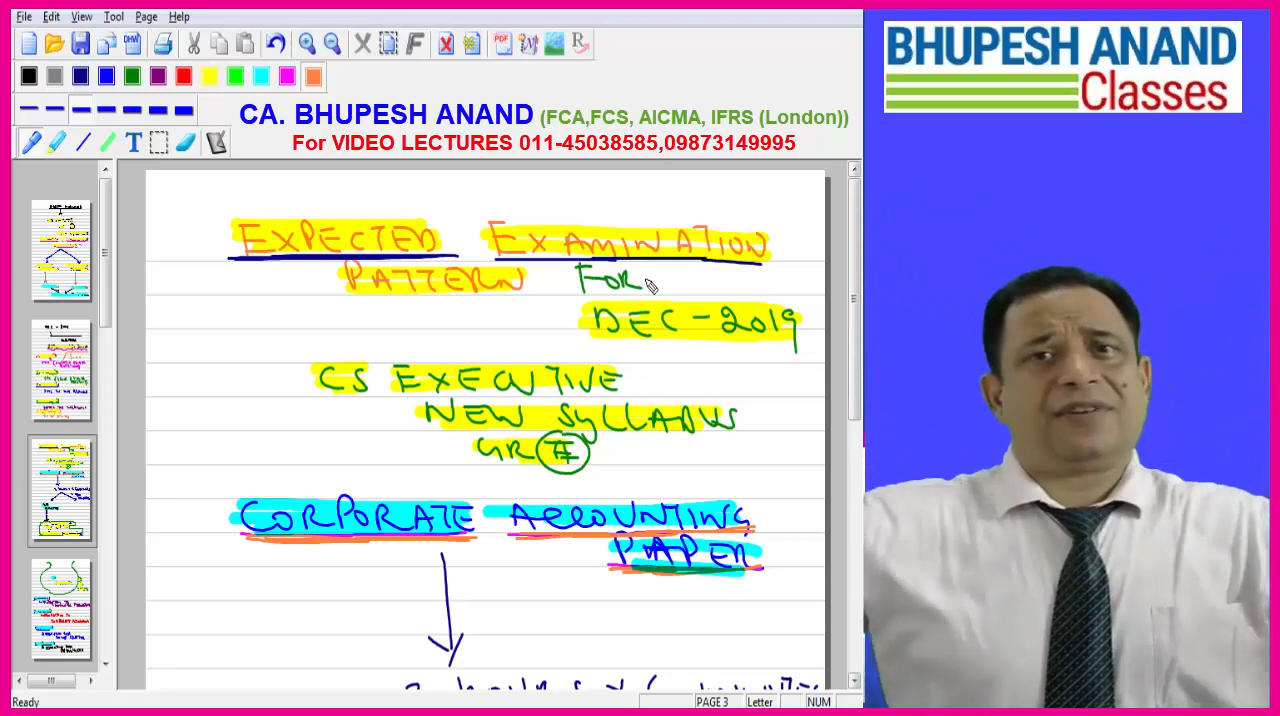 File Edit View Tool Page Help
BHUPESH ANAND
Classes
CA. BHUPESH ANAND (FCA,FCS, AICMA, IFRS (London))
For VIDEO LECTURES 011-45038585,09873149995
EXPECTED EXAMINATION
PATTERN FOR
DEC-2019
CS EXECUTIVE
NEW SYLLABUS
GR II
CORPORATE ACCOUNTING
PAPER
Ready PAGE 3 Letter NUM